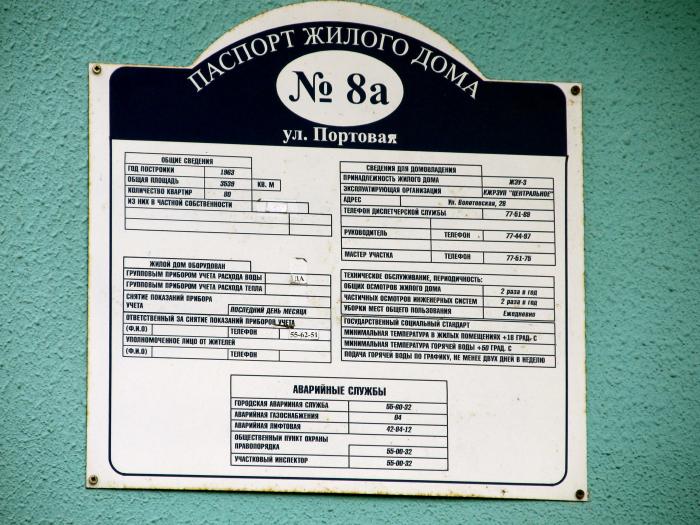 ПАСПОРТ ЖИЛОГО ДОМА
№ 8а
ул. Портовая
ОБЩИЕ СВЕДЕНИЯ
ГОД ПОСТРОЙКИ 1963
ОБЩАЯ ПЛОЩАДЬ 3539 КВ. М
КОЛИЧЕСТВО КВАРТИР 80
ИЗ НИХ В ЧАСТНОЙ СОБСТВЕННОСТИ
ЖИЛОЙ ДОМ ОБОРУДОВАН
ГРУППОВЫМ ПРИБОРОМ УЧЕТА РАСХОДА ВОДЫ ДА
ГРУППОВЫМ ПРИБОРОМ УЧЕТА РАСХОДА ТЕПЛА
СНЯТИЕ ПОКАЗАНИЙ ПРИБОРА
УЧЕТА ПОСЛЕДНИЙ ДЕНЬ МЕСЯЦА
ОТВЕТСТВЕННЫЙ ЗА СНЯТИЕ ПОКАЗАНИЙ ПРИБОРОВ УЧЕТА
(Ф.И.О) ТЕЛЕФОН 55-62-51
УПОЛНОМОЧЕННОЕ ЛИЦО ОТ ЖИТЕЛЕЙ
(Ф.И.О) ТЕЛЕФОН
СВЕДЕНИЯ ДЛЯ ДОМОВЛАДЕНИЯ
ПРИНАДЛЕЖНОСТЬ ЖИЛОГО ДОМА ЖЭУ-3
ЭКСПЛУАТИРУЮЩАЯ ОРГАНИЗАЦИЯ КЖРЭУП "ЦЕНТРАЛЬНОЕ"
АДРЕС Ул. Волотовская, 28
ТЕЛЕФОН ДИСПЕТЧЕРСКОЙ СЛУЖБЫ 77-51-89
РУКОВОДИТЕЛЬ ТЕЛЕФОН 77-44-97
МАСТЕР УЧАСТКА ТЕЛЕФОН 77-51-75
ТЕХНИЧЕСКОЕ ОБСЛУЖИВАНИЕ, ПЕРИОДИЧНОСТЬ:
ОБЩИХ ОСМОТРОВ ЖИЛОГО ДОМА 2 раза в год
ЧАСТИЧНЫХ ОСМОТРОВ ИНЖЕНЕРНЫХ СИСТЕМ 2 раза в год
УБОРКИ МЕСТ ОБЩЕГО ПОЛЬЗОВАНИЯ Ежедневно
ГОСУДАРСТВЕННЫЙ СОЦИАЛЬНЫЙ СТАНДАРТ
МИНИМАЛЬНАЯ ТЕМПЕРАТУРА В ЖИЛЫХ ПОМЕЩЕНИЯХ +18 ГРАД. С
МИНИМАЛЬНАЯ ТЕМПЕРАТУРА ГОРЯЧЕЙ ВОДЫ +50 ГРАД. С
ПОДАЧА ГОРЯЧЕЙ ВОДЫ ПО ГРАФИКУ, НЕ МЕНЕЕ ДВУХ ДНЕЙ В НЕДЕЛЮ
АВАРИЙНЫЕ СЛУЖБЫ
ГОРОДСКАЯ АВАРИЙНАЯ СЛУЖБА 55-00-32
АВАРИЙНАЯ ГАЗОСНАБЖЕНИЯ 04
АВАРИЙНАЯ ЛИФТОВАЯ 42-84-12
ОБЩЕСТВЕННЫЙ ПУНКТ ОХРАНЫ
ПРАВОПОРЯДКА 55-00-32
УЧАСТКОВЫЙ ИНСПЕКТОР 55-00-32